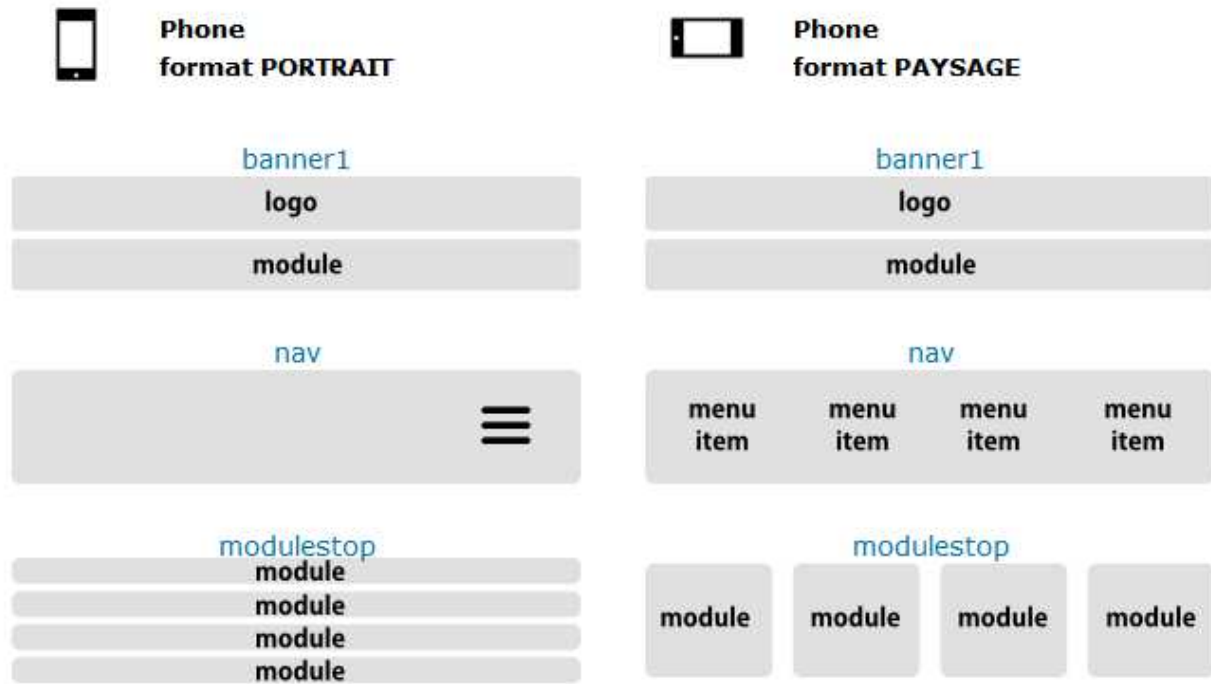 Phone
format PORTRAIT
banner1
logo
module
nav
modulestop
module
module
module
module
Phone
format PAYSAGE
banner1
logo
module
nav
menu menu menu menu
item item item item
modulestop
module module module module